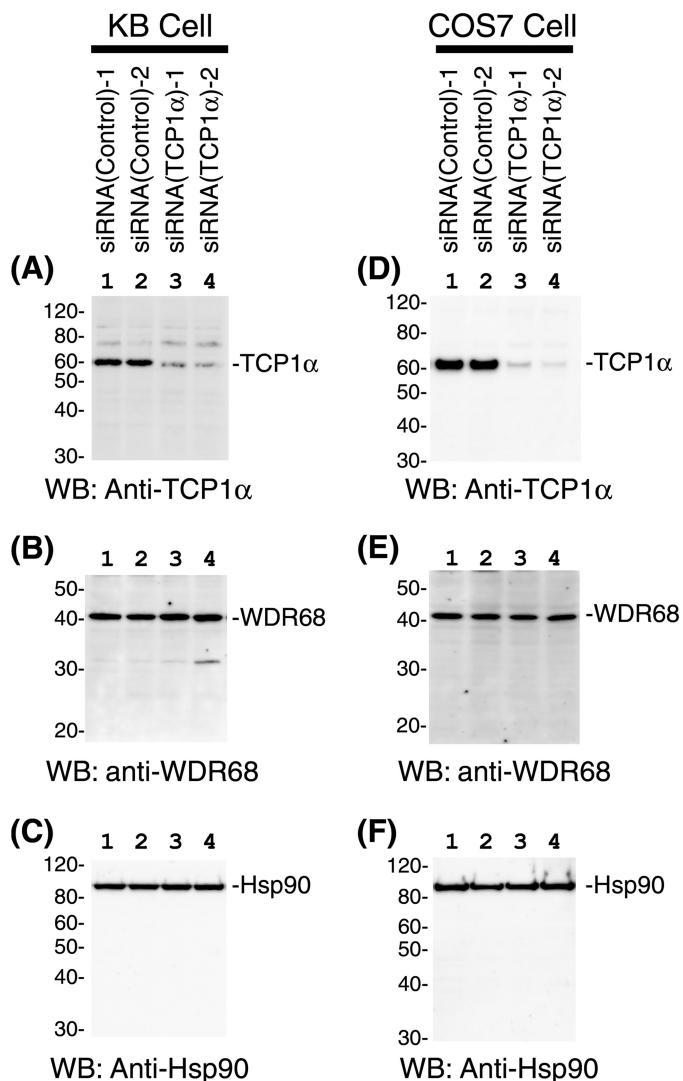 KB Cell
COS7 Cell
siRNA(Control)-1
siRNA(Control)-2
siRNA(TCP1α)-1
siRNA(TCP1α)-2
siRNA(Control)-1
siRNA(Control)-2
siRNA(TCP1α)-1
siRNA(TCP1α)-2
(A)
1 2 3 4
120-
80-
60-
50-
40-
30-
-TCP1α
WB: Anti-TCP1α
(D)
1 2 3 4
120-
80-
60-
50-
40-
30-
-TCP1α
WB: Anti-TCP1α
(B)
1 2 3 4
50-
40-
30-
20-
-WDR68
WB: anti-WDR68
(E)
1 2 3 4
50-
40-
30-
20-
-WDR68
WB: anti-WDR68
(C)
1 2 3 4
120-
80-
60-
50-
40-
30-
-Hsp90
WB: Anti-Hsp90
(F)
1 2 3 4
120-
80-
60-
50-
40-
30-
-Hsp90
WB: Anti-Hsp90